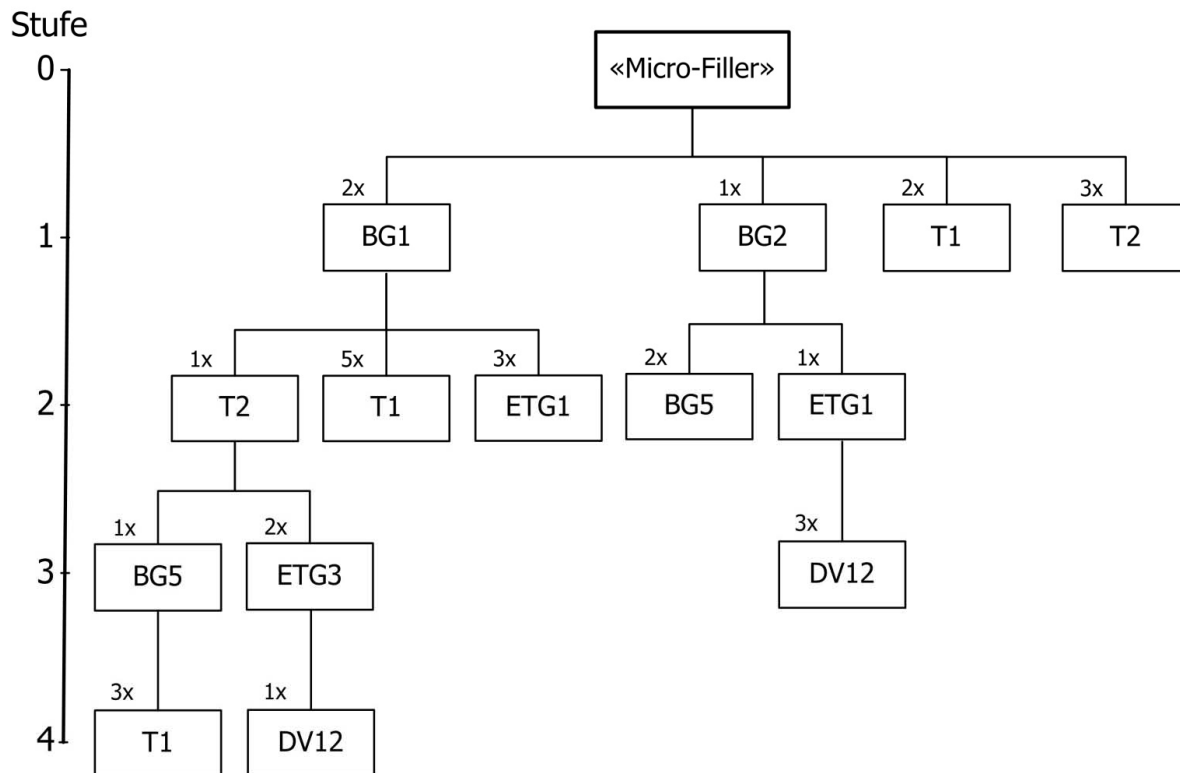 Stufe
0
«Micro-Filler»
2x
1x
2x
3x
1
BG1
BG2
T1
T2
1x
5x
3x
2x
1x
2
T2
T1
ETG1
BG5
ETG1
1x
2x
3x
3
BG5
ETG3
DV12
3x
1x
4
T1
DV12